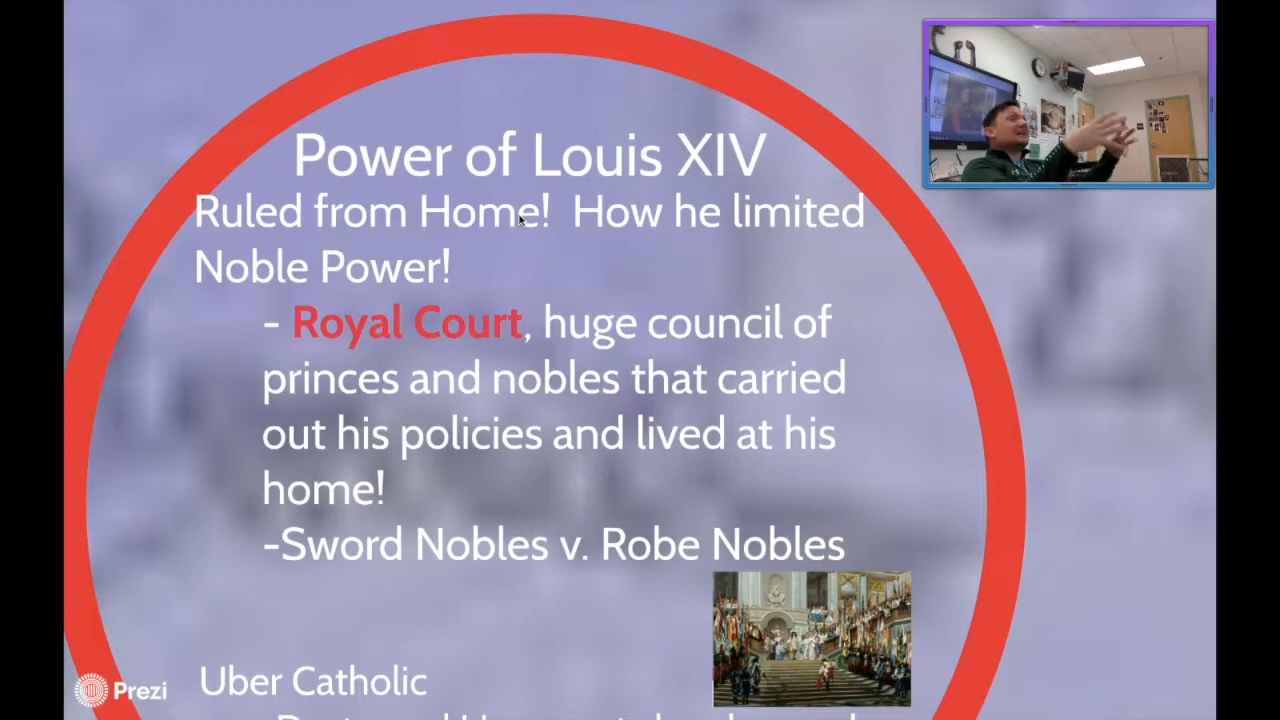 Power of Louis XIV
Ruled from Home!  How he limited
Noble Power!
- Royal Court, huge council of
princes and nobles that carried
out his policies and lived at his
home!
-Sword Nobles v. Robe Nobles
Uber Catholic
Prezi